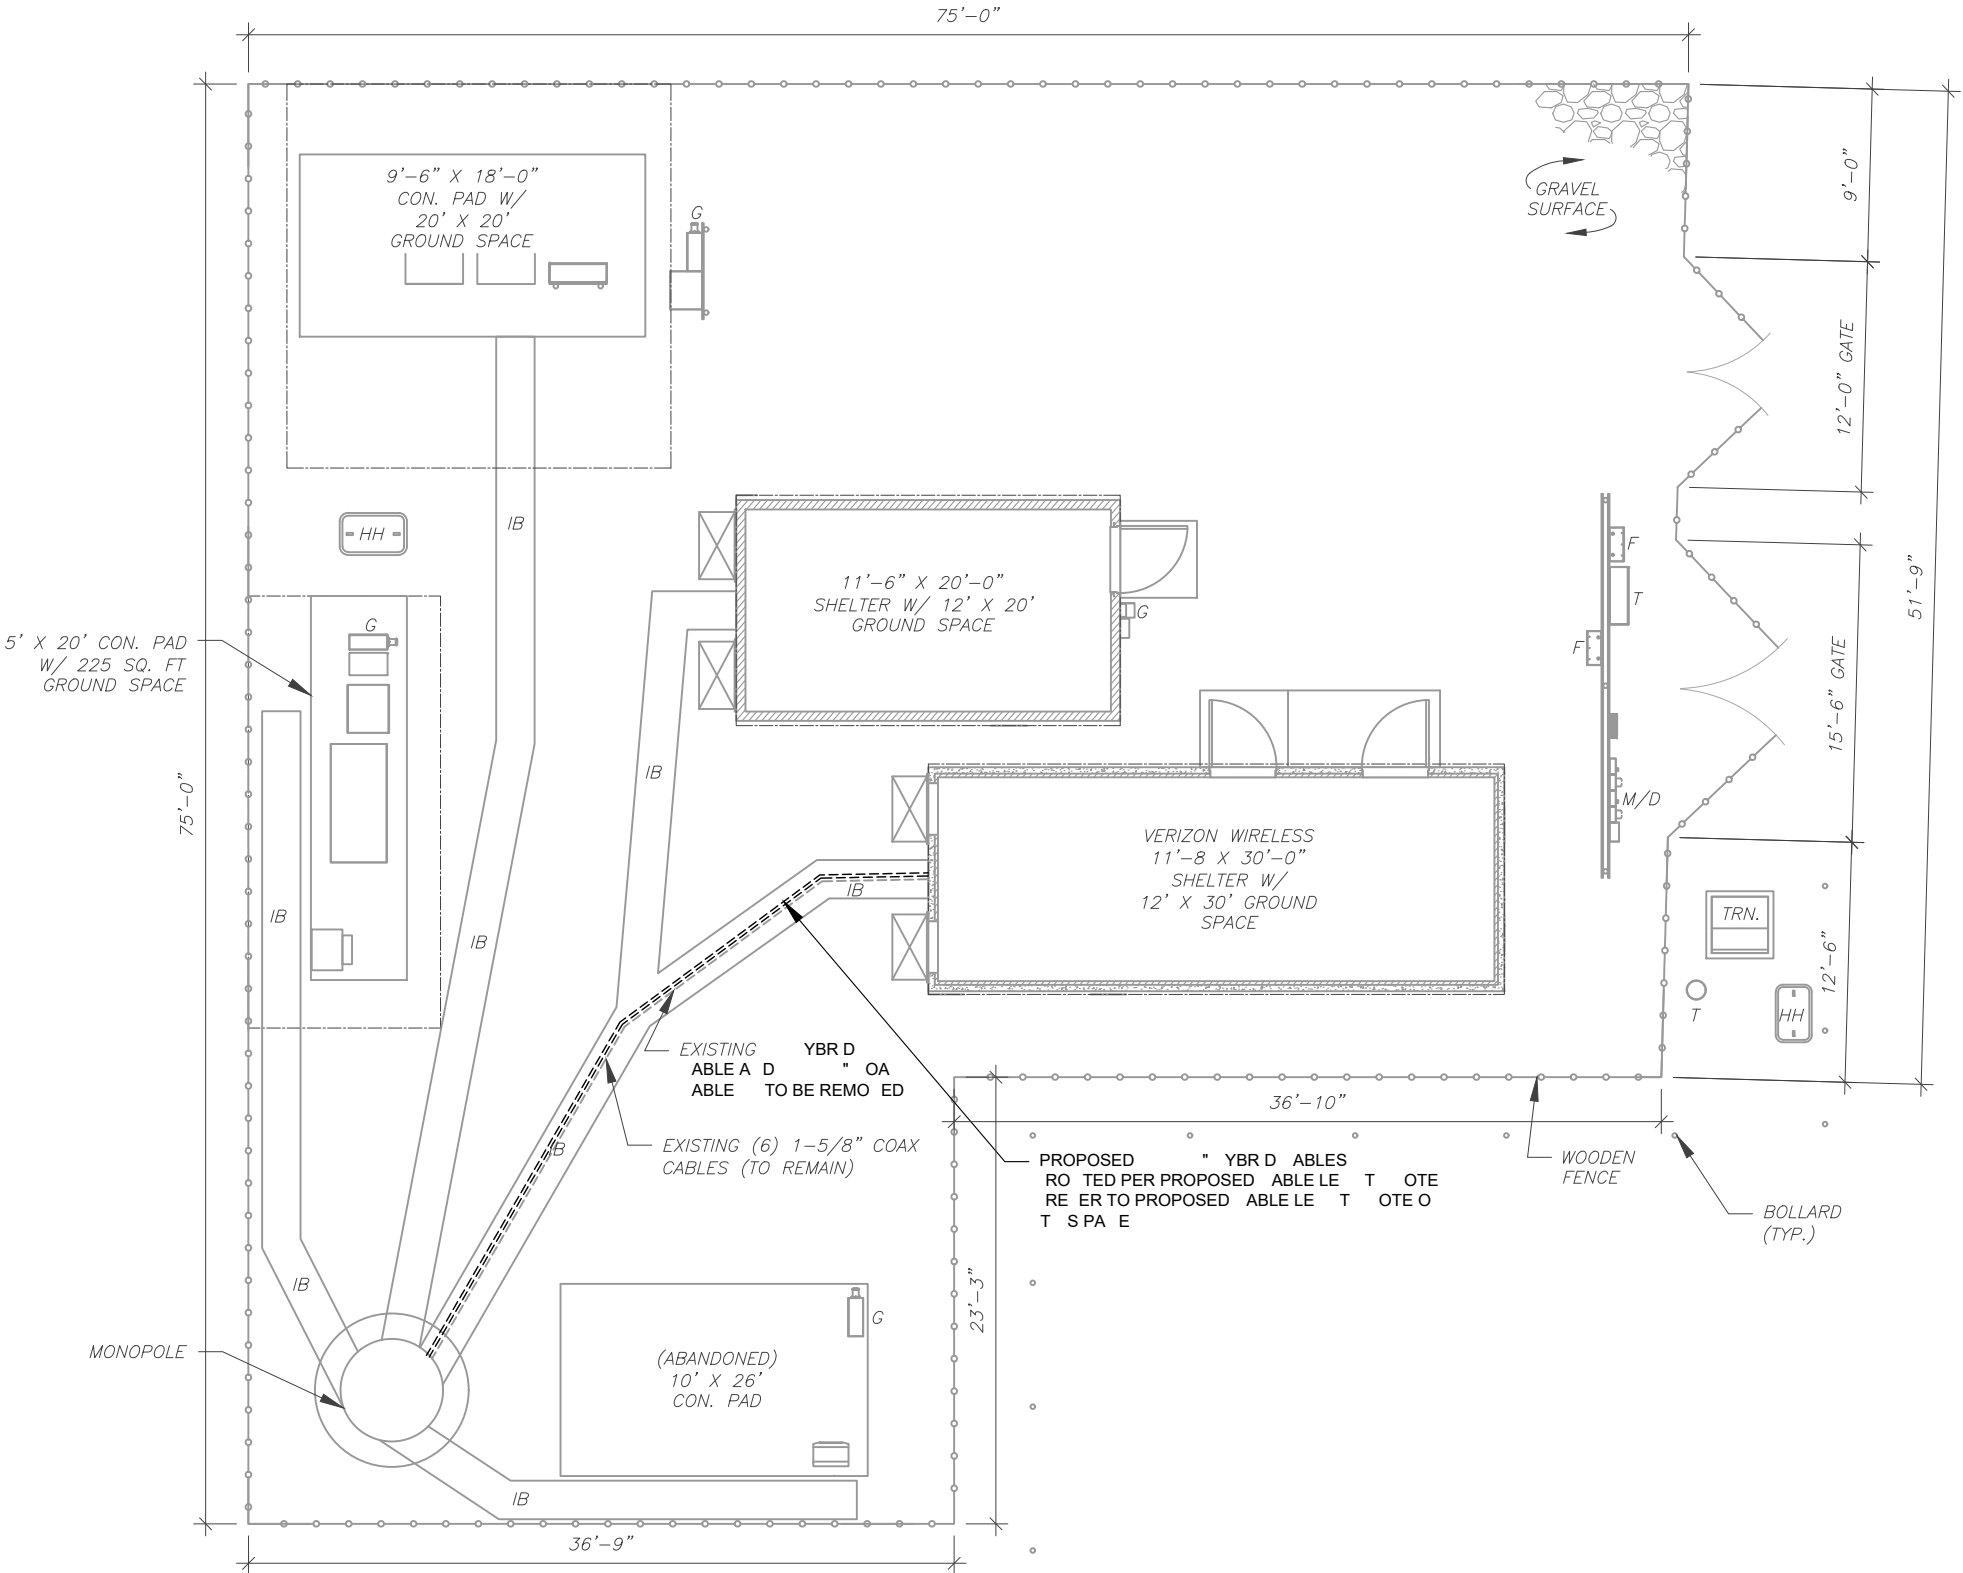 75'-0"
9'-6" X 18'-0"
CON. PAD W/
20' X 20'
GROUND SPACE
G
GRAVEL
SURFACE
9'-0"
12'-0" GATE
51'-9"
IB
HH
11'-6" X 20'-0"
SHELTER W/ 12' X 20'
GROUND SPACE
G
F
T
F
15'-6" GATE
5' X 20' CON. PAD
W/ 225 SQ. FT
GROUND SPACE
G
75'-0"
IB
M/D
VERIZON WIRELESS
11'-8 X 30'-0"
SHELTER W/
12' X 30' GROUND
SPACE
IB
IB
IB
TRN.
12'-6"
T
HH
EXISTING YBR D
ABLE A D " OA
ABLE TO BE REMO ED
EXISTING (6) 1-5/8" COAX
CABLES (TO REMAIN)
IB
36'-10"
PROPOSED " YBR D ABLES
RO TED PER PROPOSED ABLE LE T OTE
RE ER TO PROPOSED ABLE LE T OTE O
T S PA E
WOODEN
FENCE
BOLLARD
(TYP.)
IB
23'-3"
G
MONOPOLE
(ABANDONED)
10' X 26'
CON. PAD
IB
36'-9"